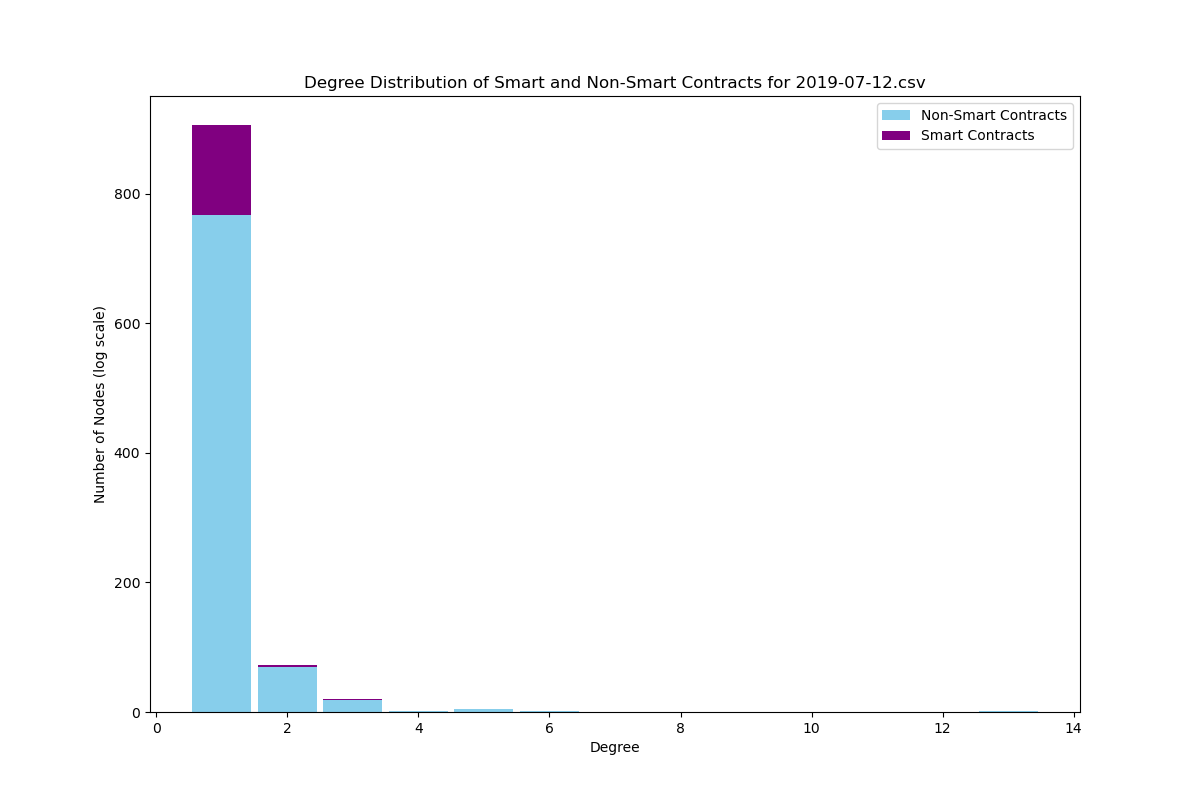 Degree Distribution of Smart and Non-Smart Contracts for 2019-07-12.csv
Non-Smart Contracts
Smart Contracts
Number of Nodes (log scale)
800
600
400
200
0
0 2 4 6 8 10 12 14
Degree